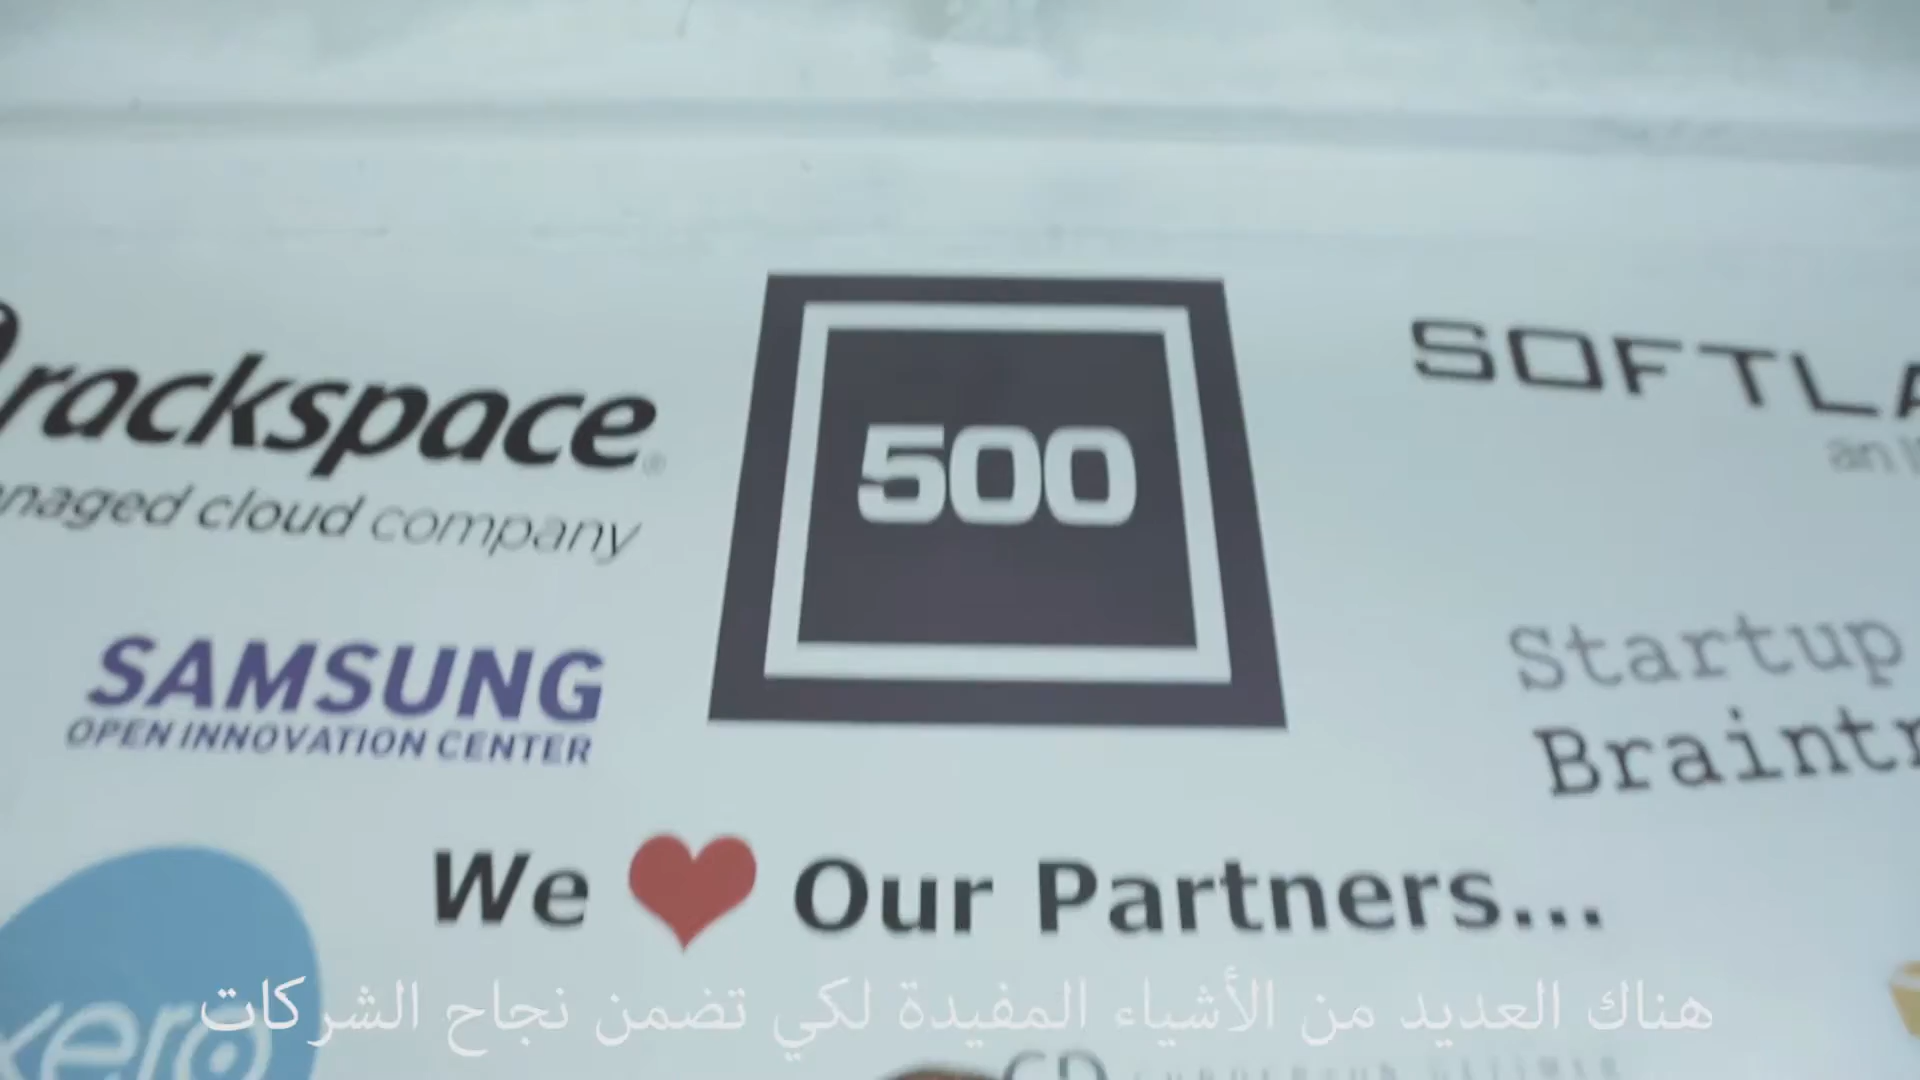 rackspace®
naged cloud company
500
SOFTLA
an I
SAMSUNG
OPEN INNOVATION CENTER
Startup
Braintr
We ❤ Our Partners...
xero
هناك العديد من الأشياء المفيدة لكي تضمن نجاح الشركات